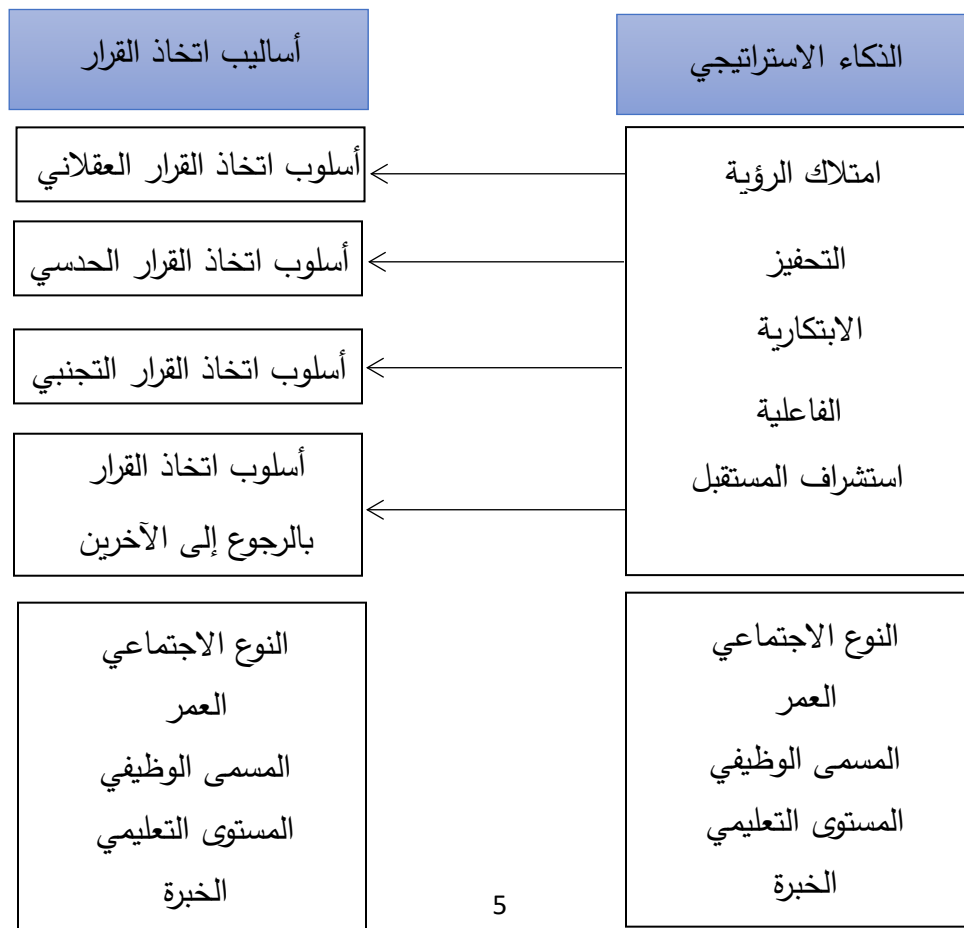 الذكاء الاستراتيجي
امتلاك الرؤية
التحفيز
الابتكارية
الفاعلية
استشراف المستقبل
النوع الاجتماعي
العمر
المسمى الوظيفي
المستوى التعليمي
الخبرة
أساليب اتخاذ القرار
أسلوب اتخاذ القرار العقلاني
أسلوب اتخاذ القرار الحدسي
أسلوب اتخاذ القرار التجنبي
أسلوب اتخاذ القرار
بالرجوع إلى الآخرين
النوع الاجتماعي
العمر
المسمى الوظيفي
المستوى التعليمي
الخبرة
5